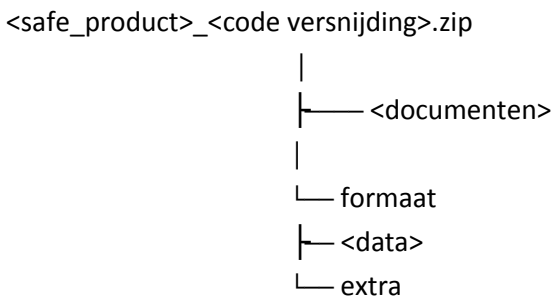 <safe_product>_<code versnijding>.zip
<documenten>
formaat
<data>
extra